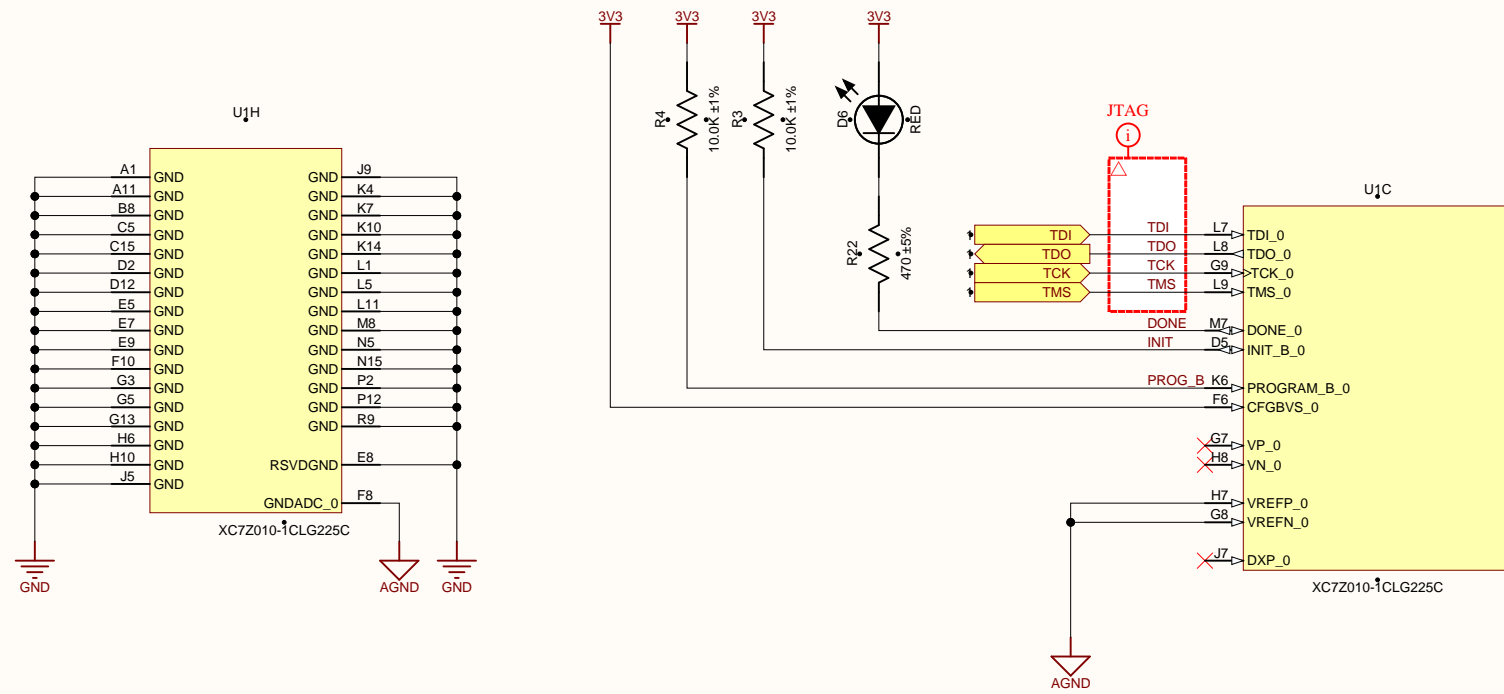 3V3 3V3 3V3 3V3
U1H
R4
10.0K ±1%
R3
10.0K ±1%
D6
RED
R22
470 ±5%
JTAG
i
A1 GND GND J9
A11 GND GND K4
B8 GND GND K7
C5 GND GND K10
C15 GND GND K14
D2 GND GND L1
D12 GND GND L5
E5 GND GND L11
E7 GND GND M8
E9 GND GND N5
F10 GND GND N15
G3 GND GND P2
G5 GND GND P12
G13 GND GND R9
H6 GND
H10 GND RSVDGND E8
J5 GND
GNDADC_0 F8
XC7Z010-1CLG225C
GND AGND GND
U1C
TDI TDI L7 TDI_0
TDO TDO L8 TDO_0
TCK TCK G9 TCK_0
TMS TMS L9 TMS_0
DONE M7 DONE_0
INIT D5 INIT_B_0
PROG_B K6 PROGRAM_B_0
F6 CFGBVS_0
G7 VP_0
H8 VN_0
H7 VREFP_0
G8 VREFN_0
J7 DXP_0
XC7Z010-1CLG225C
AGND